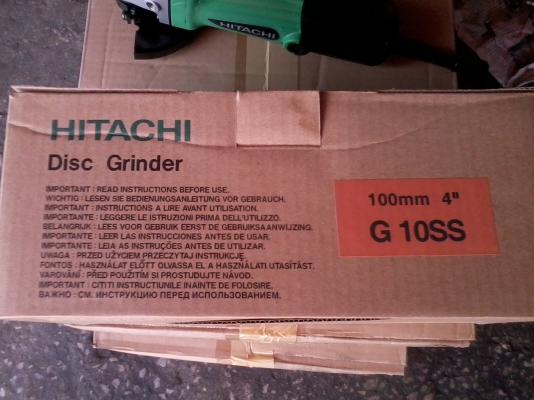 HITACHI
HITACHI
Disc Grinder
IMPORTANT : READ INSTRUCTIONS BEFORE USE.
WICHTIG : LESEN SIE BEDIENUNGSANLEITUNG VOR GEBRAUCH.
IMPORTANT : INSTRUCTIONS A LIRE AVANT UTILISATION.
IMPORTANTE : LEGGERE LE ISTRUZIONI PRIMA DELL'UTILIZZO.
BELANGRIJK : LEES VOOR GEBRUIK EERST DE GEBRUIKSAANWIJZING.
IMPORTANTE : LEER LAS INSTRUCCIONES ANTES DE UTILIZAR.
IMPORTANTE : LEIA AS INSTRUÇÕES ANTES DE UTILIZAR.
UWAGA : PRZED UŻYCIEM PRZECZYTAJ INSTRUKCJĘ.
FONTOS : HASZNÁLAT ELŐTT OLVASSA EL A HASZNÁLATI UTASÍTÁST.
VAROVÁNÍ : PŘED POUŽITÍM SI PROSTUDUJTE NÁVOD.
IMPORTANT : CITITI INSTRUCTIUNILE INAINTE DE FOLOSIRE.
ВАЖНО : СМ. ИНСТРУКЦИЮ ПЕРЕД ИСПОЛЬЗОВАНИЕМ.
100mm 4"
G 10SS